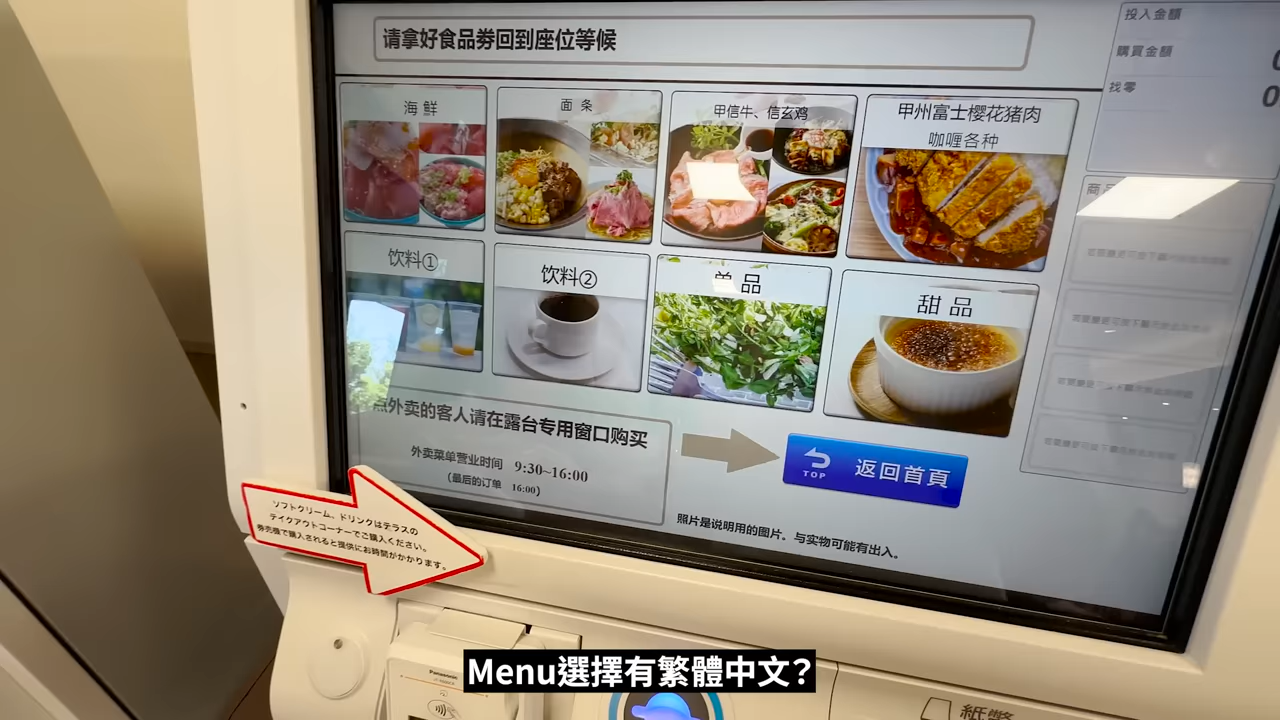 请拿好食品券回到座位等候
投入金額
購買金額
0
找零
0
海 鲜
面 条
甲信牛、信玄鸡
甲州富士樱花猪肉
咖喱各种
饮料①
饮料②
单 品
甜 品
点外卖的客人请在露台专用窗口购买
外卖菜单营业时间 9:30~16:00
(最后的订单 16:00)
TOP
返回首頁
照片是说明用的图片。与实物可能有出入。
ソフトクリーム、ドリンクはテラスの
テイクアウトコーナーでご購入ください。
券売機で購入されると提供にお時間がかかります。
Panasonic
紙幣
Menu選擇有繁體中文?